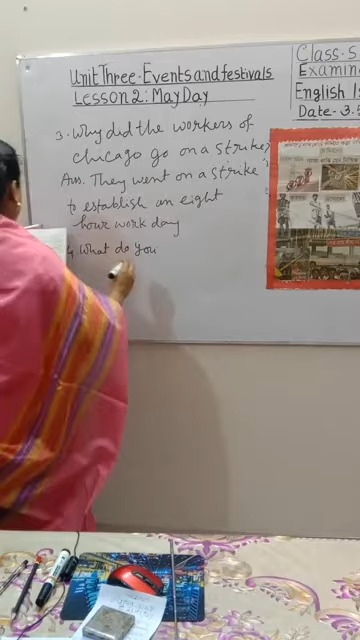 Unit Three-Events and festivals
Lesson 2: May Day
Class-5
Examin
English 1s
Date-3.5
3. Why did the workers of
chicago go on a strike?
Ans. They went on a strike
to establish an eight
hour work day
4. What do you